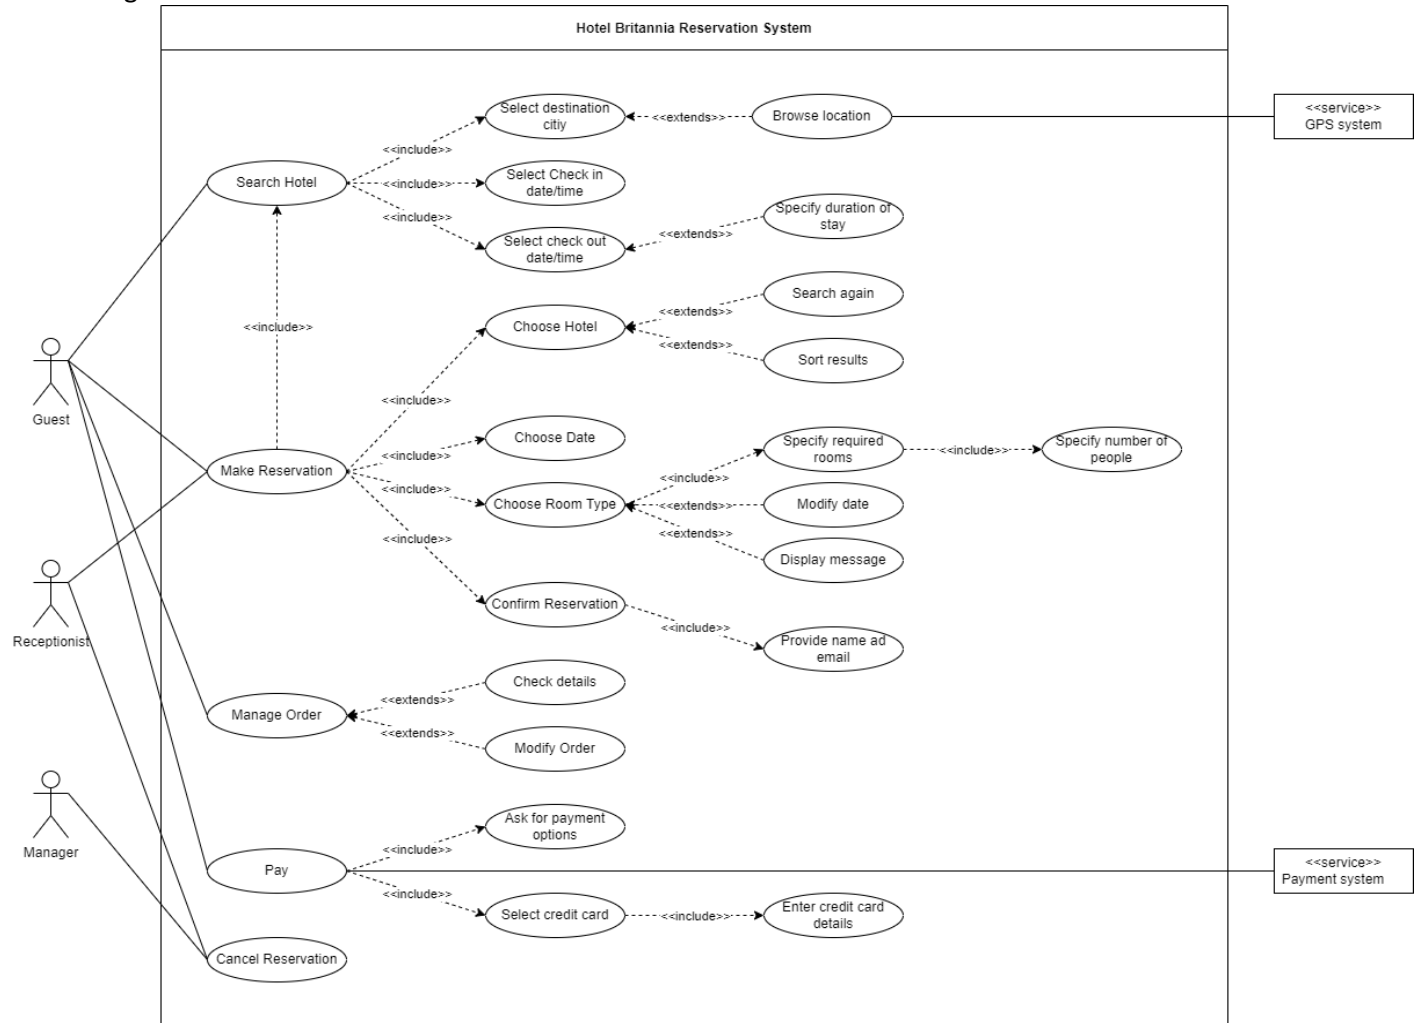 Hotel Britannia Reservation System
Select destination
citiy
<<extends>>
Browse location
<<service>>
GPS system
<<include>>
Search Hotel
<<include>>
Select Check in
date/time
<<include>>
Specify duration of
stay
<<extends>>
Select check out
date/time
Search again
<<extends>>
<<include>>
Choose Hotel
<<extends>>
Sort results
Guest
<<include>>
Choose Date
Specify required
rooms
<<include>>
Specify number of
people
<<include>>
Make Reservation
<<include>>
<<include>>
Choose Room Type
<<extends>>
Modify date
<<extends>>
<<include>>
Display message
Confirm Reservation
<<include>>
Receptionist
Provide name ad
email
Check details
<<extends>>
Manage Order
<<extends>>
Modify Order
Ask for payment
options
<<include>>
Manager
Pay
<<service>>
Payment system
<<include>>
Select credit card
<<include>>
Enter credit card
details
Cancel Reservation